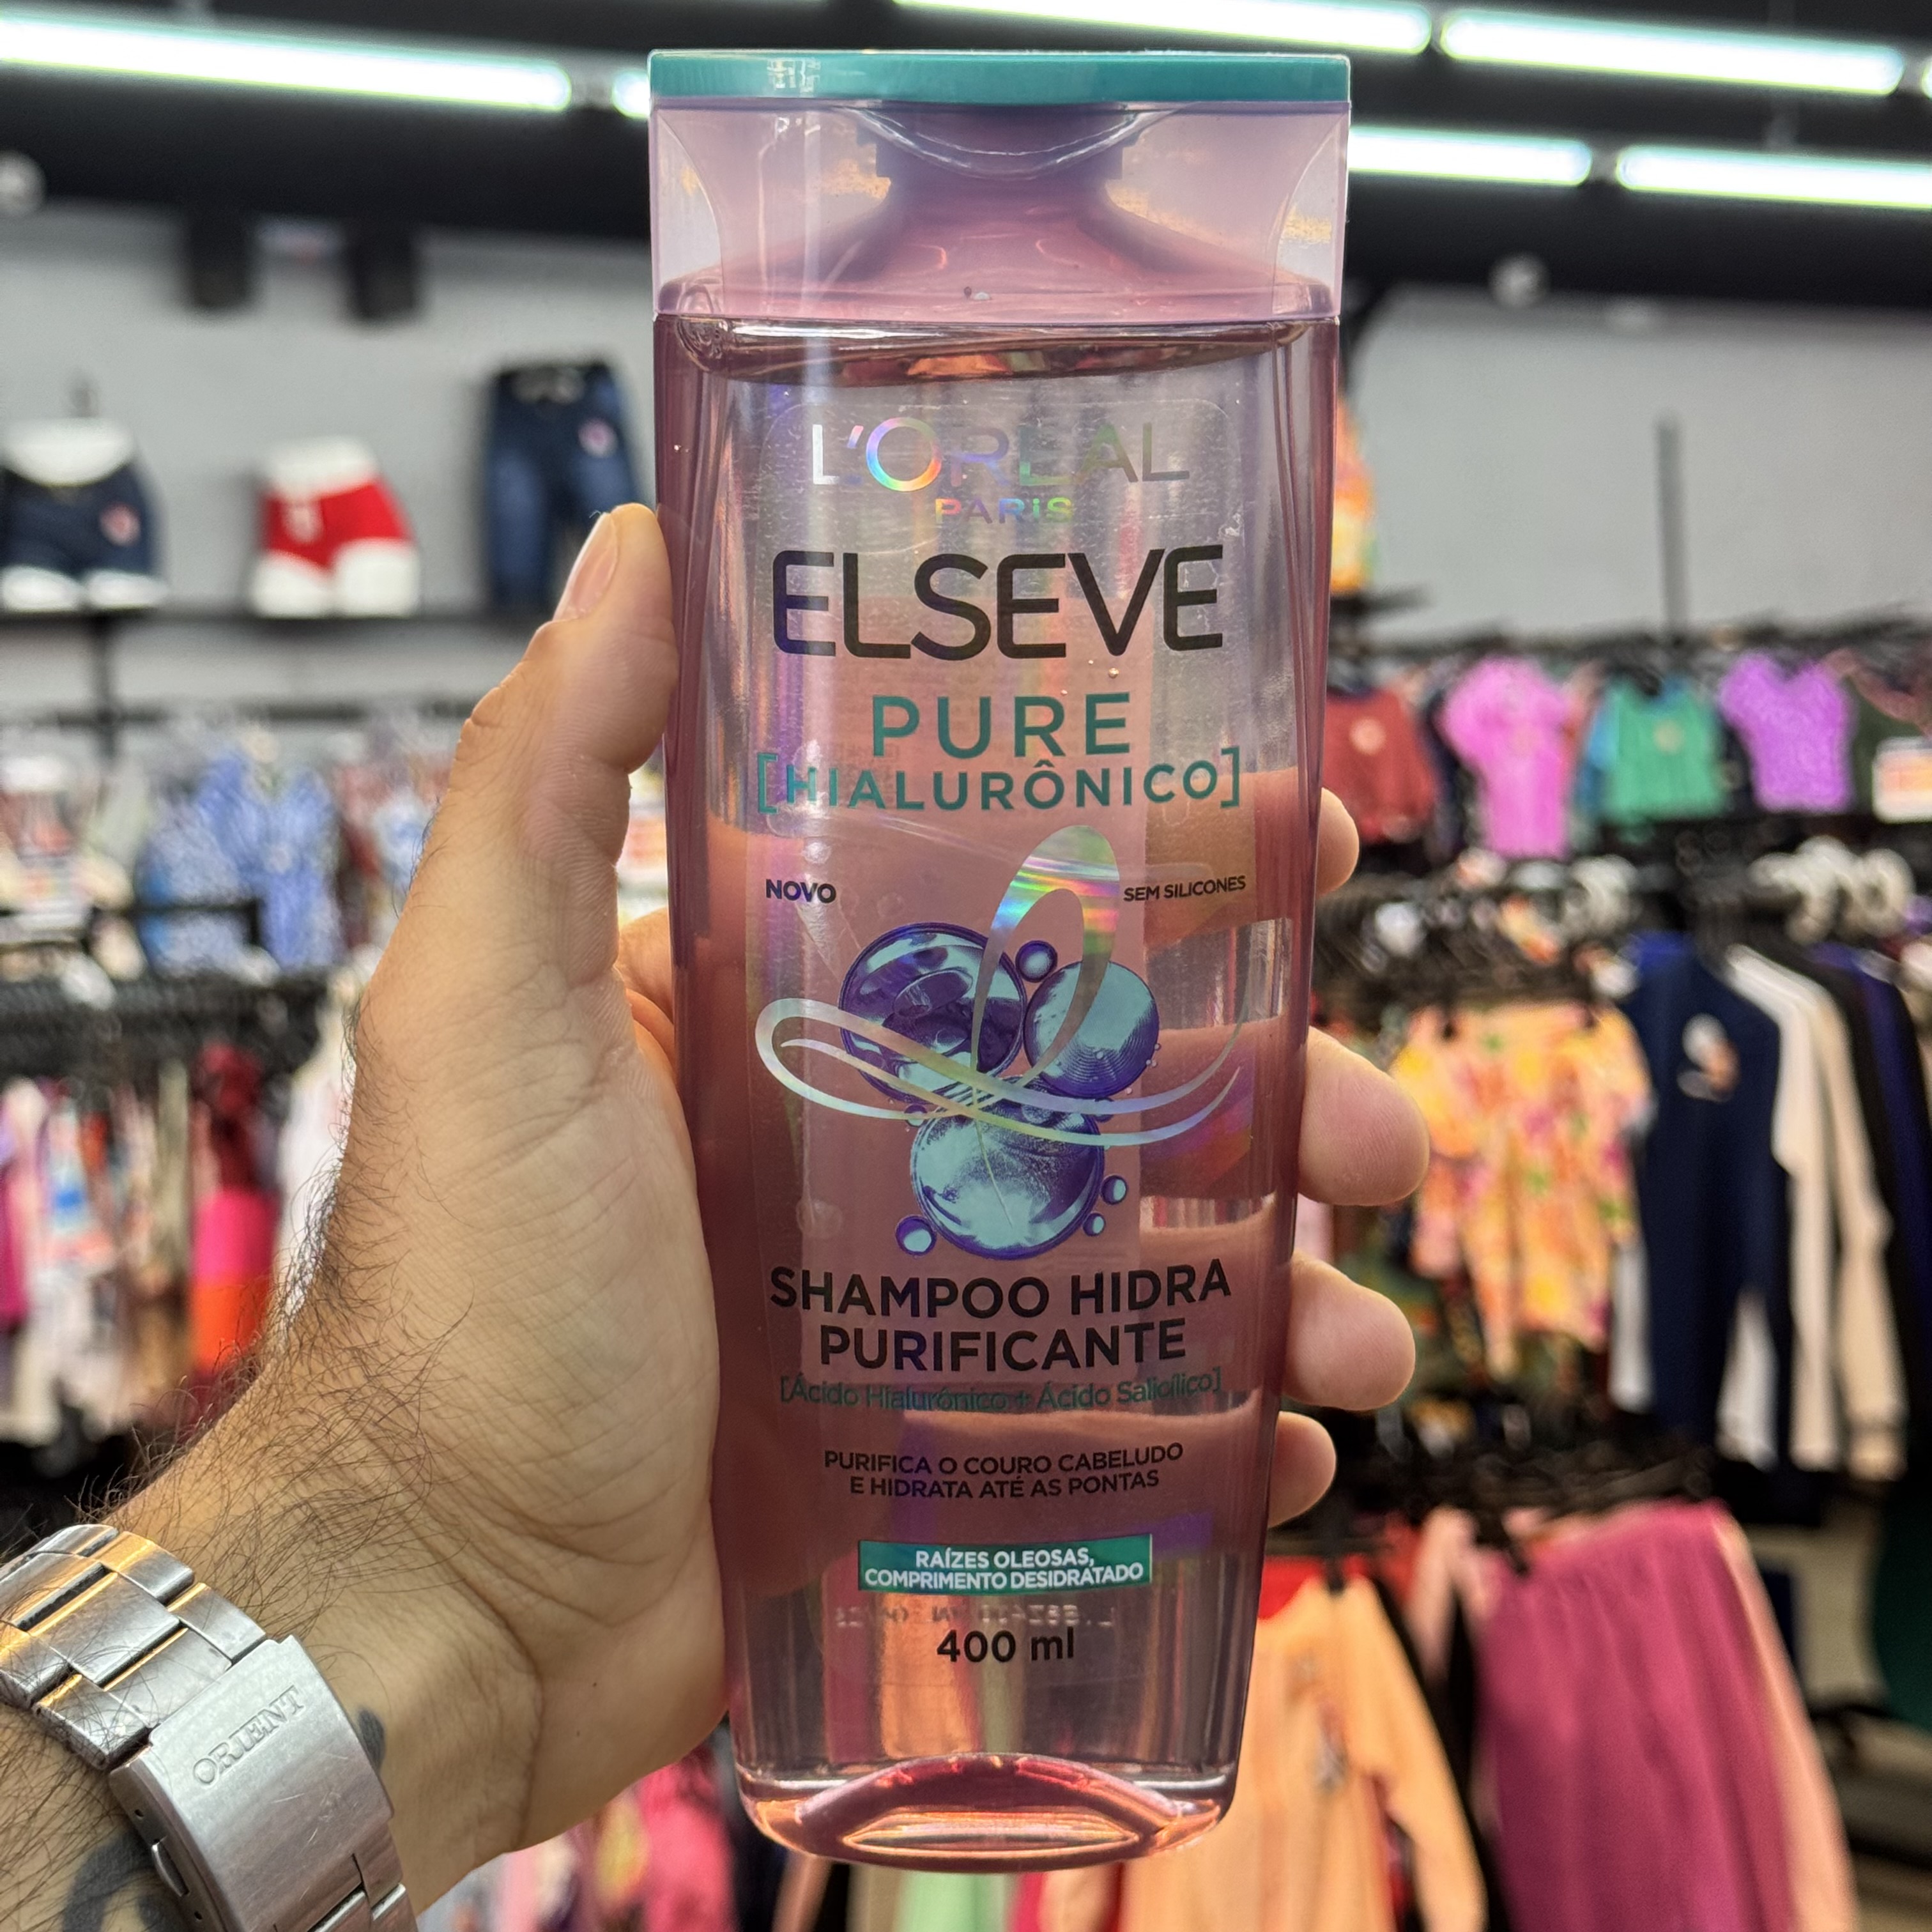 L'ORÉAL
PARiS
ELSEVE
PURE
[HIALURÔNICO]
NOVO
SEM SILICONES
SHAMPOO HIDRA
PURIFICANTE
[Ácido Hialurônico + Ácido Salicílico]
PURIFICA O COURO CABELUDO
E HIDRATA ATÉ AS PONTAS
RAÍZES OLEOSAS,
COMPRIMENTO DESIDRATADO
400 ml
ORIENT